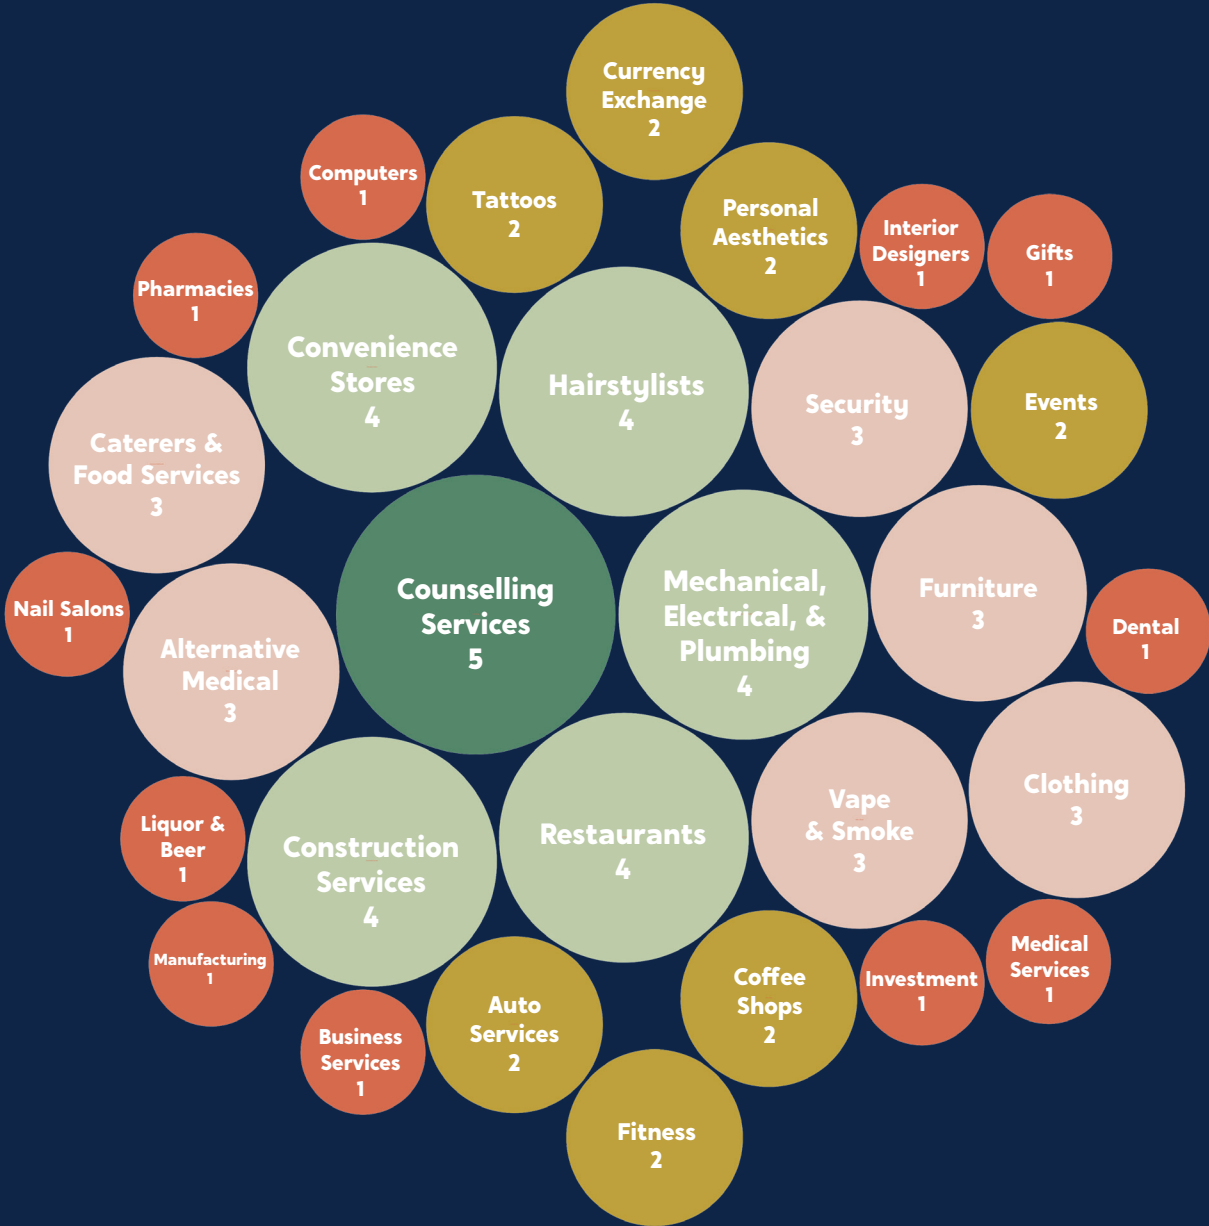 Currency
Exchange
2
Computers
1
Tattoos
2
Personal
Aesthetics
2
Interior
Designers
1
Gifts
1
Pharmacies
1
Convenience
Stores
4
Hairstylists
4
Security
3
Events
2
Caterers &
Food Services
3
Counselling
Services
5
Mechanical,
Electrical, &
Plumbing
4
Furniture
3
Nail Salons
1
Dental
1
Alternative
Medical
3
Liquor &
Beer
1
Construction
Services
4
Restaurants
4
Vape
& Smoke
3
Clothing
3
Manufacturing
1
Business
Services
1
Auto
Services
2
Coffee
Shops
2
Investment
1
Medical
Services
1
Fitness
2